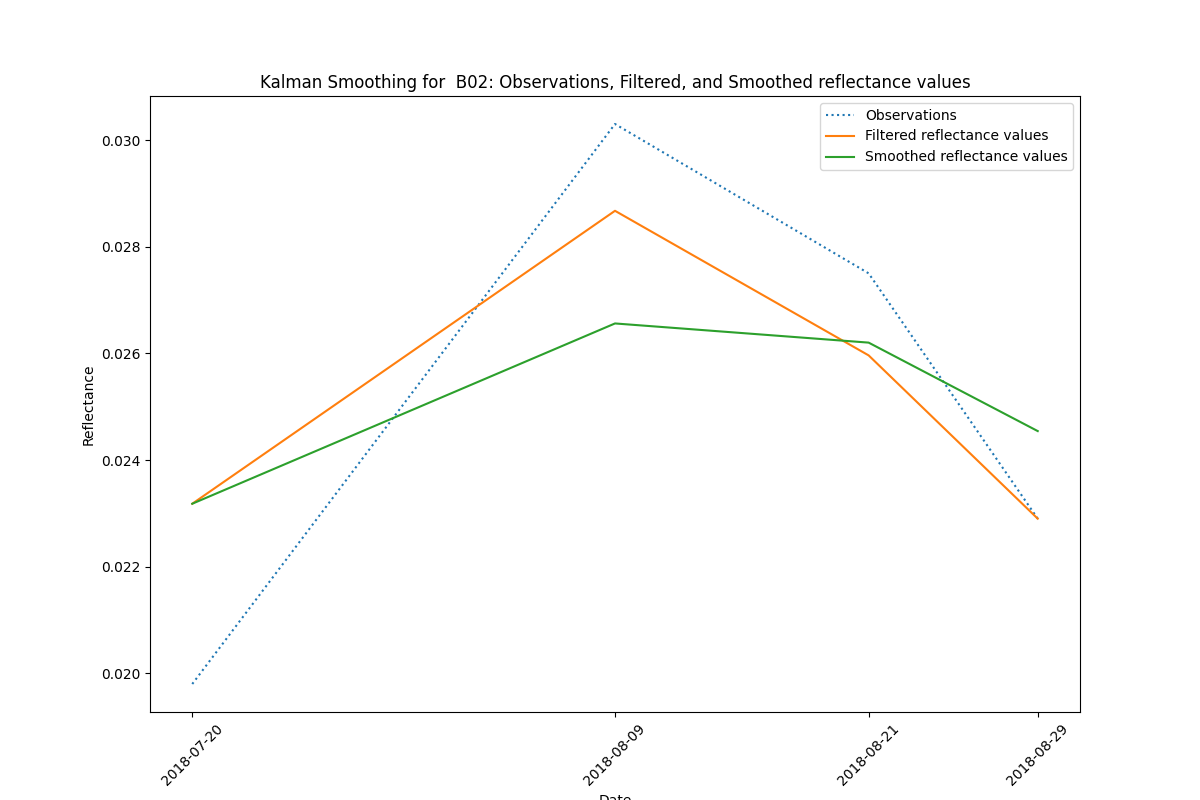 Kalman Smoothing for  B02: Observations, Filtered, and Smoothed reflectance values
Observations
Filtered reflectance values
Smoothed reflectance values
Reflectance
0.030
0.028
0.026
0.024
0.022
0.020
2018-07-20
2018-08-09
2018-08-21
2018-08-29
Date